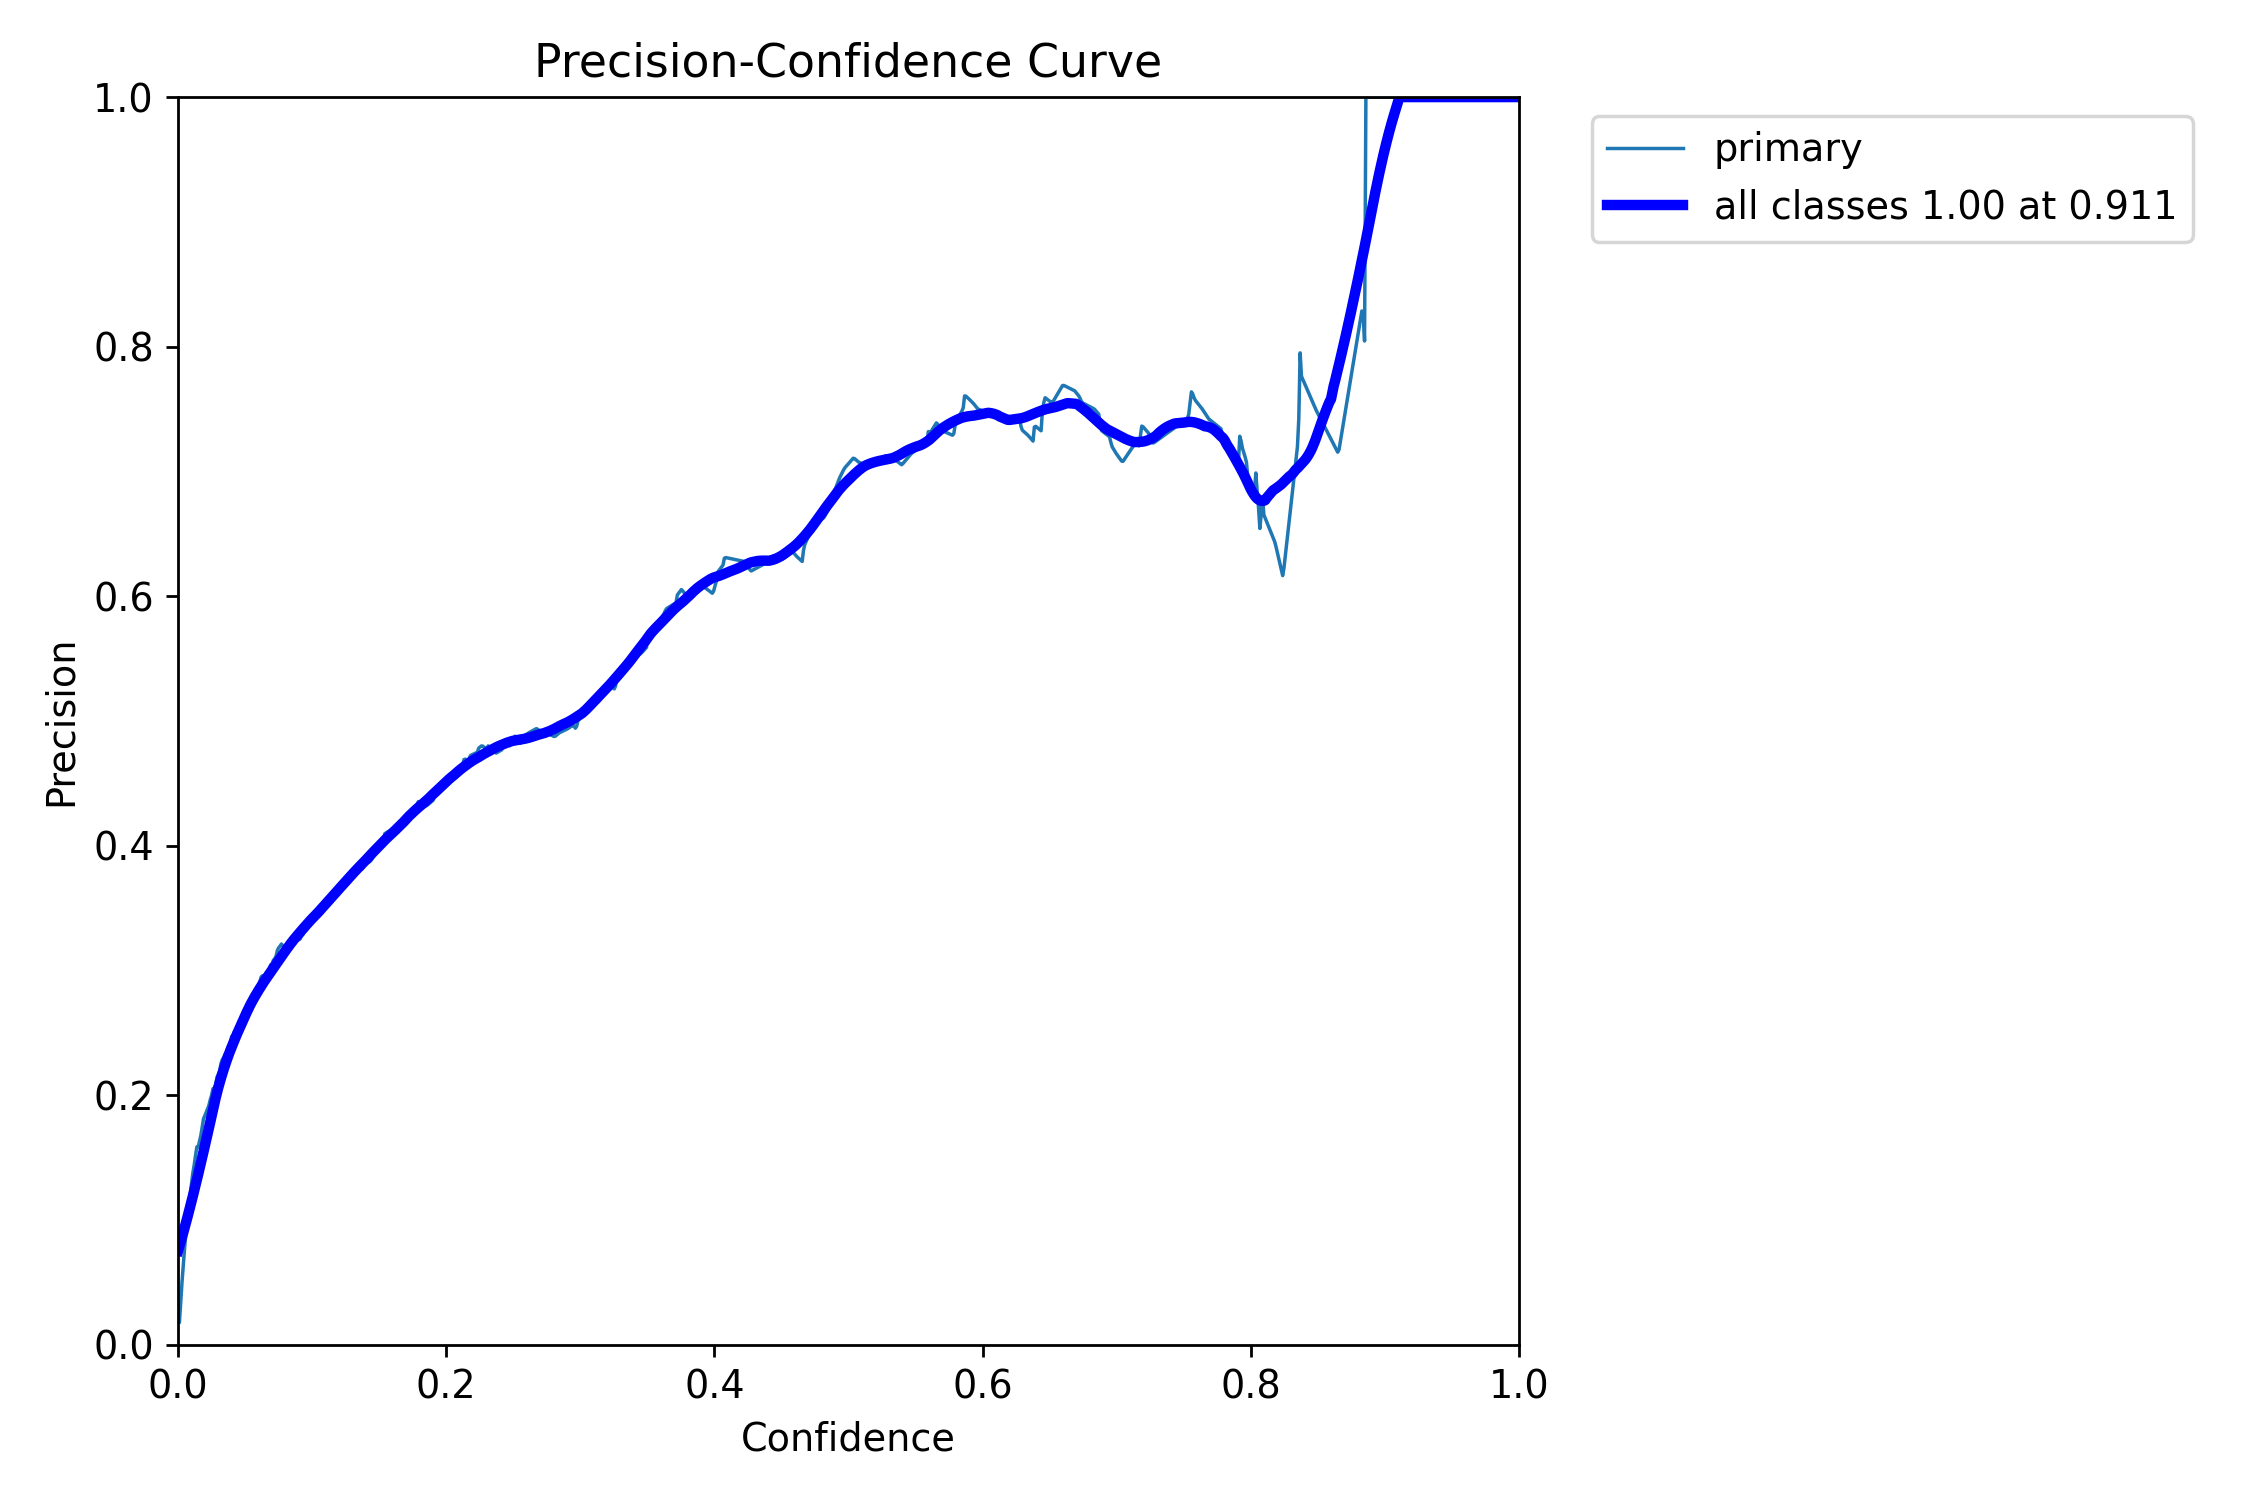 Precision-Confidence Curve
primary
all classes 1.00 at 0.911
Precision
1.0
0.8
0.6
0.4
0.2
0.0
0.0 0.2 0.4 0.6 0.8 1.0
Confidence